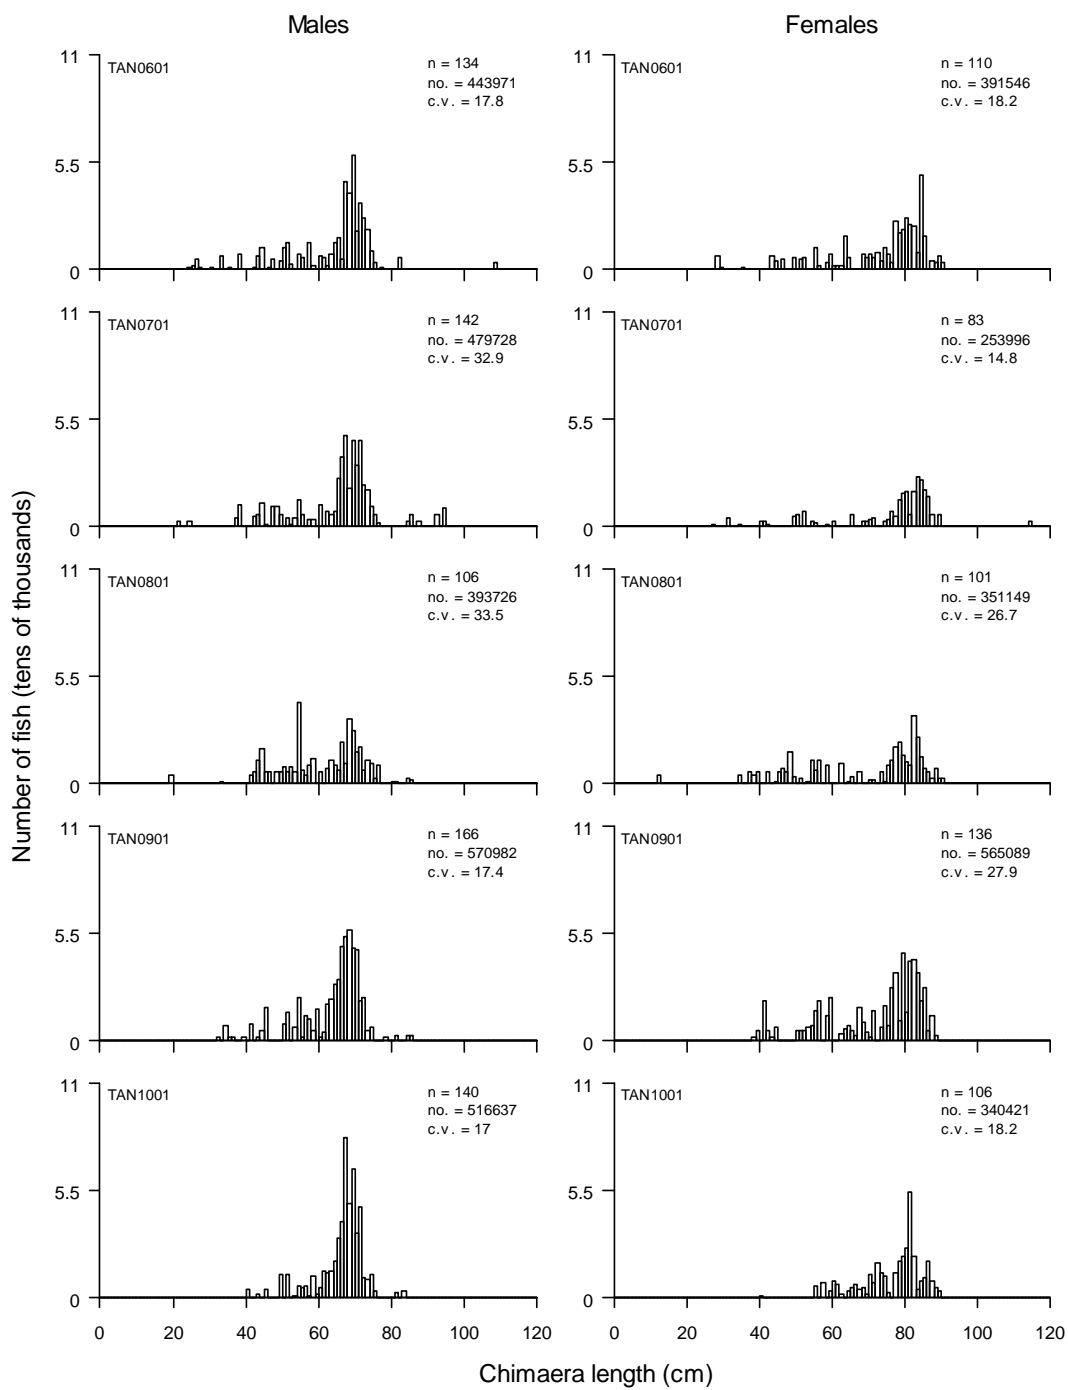 Males
Females
11
TAN0601
n = 134
no. = 443971
c.v. = 17.8
5.5
0
11
TAN0601
n = 110
no. = 391546
c.v. = 18.2
5.5
0
11
TAN0701
n = 142
no. = 479728
c.v. = 32.9
5.5
0
11
TAN0701
n = 83
no. = 253996
c.v. = 14.8
5.5
0
11
TAN0801
n = 106
no. = 393726
c.v. = 33.5
5.5
0
11
TAN0801
n = 101
no. = 351149
c.v. = 26.7
5.5
0
11
TAN0901
n = 166
no. = 570982
c.v. = 17.4
5.5
0
11
TAN0901
n = 136
no. = 565089
c.v. = 27.9
5.5
0
11
TAN1001
n = 140
no. = 516637
c.v. = 17
5.5
0
0 20 40 60 80 100 120
11
TAN1001
n = 106
no. = 340421
c.v. = 18.2
5.5
0
0 20 40 60 80 100 120
Number of fish (tens of thousands)
Chimaera length (cm)